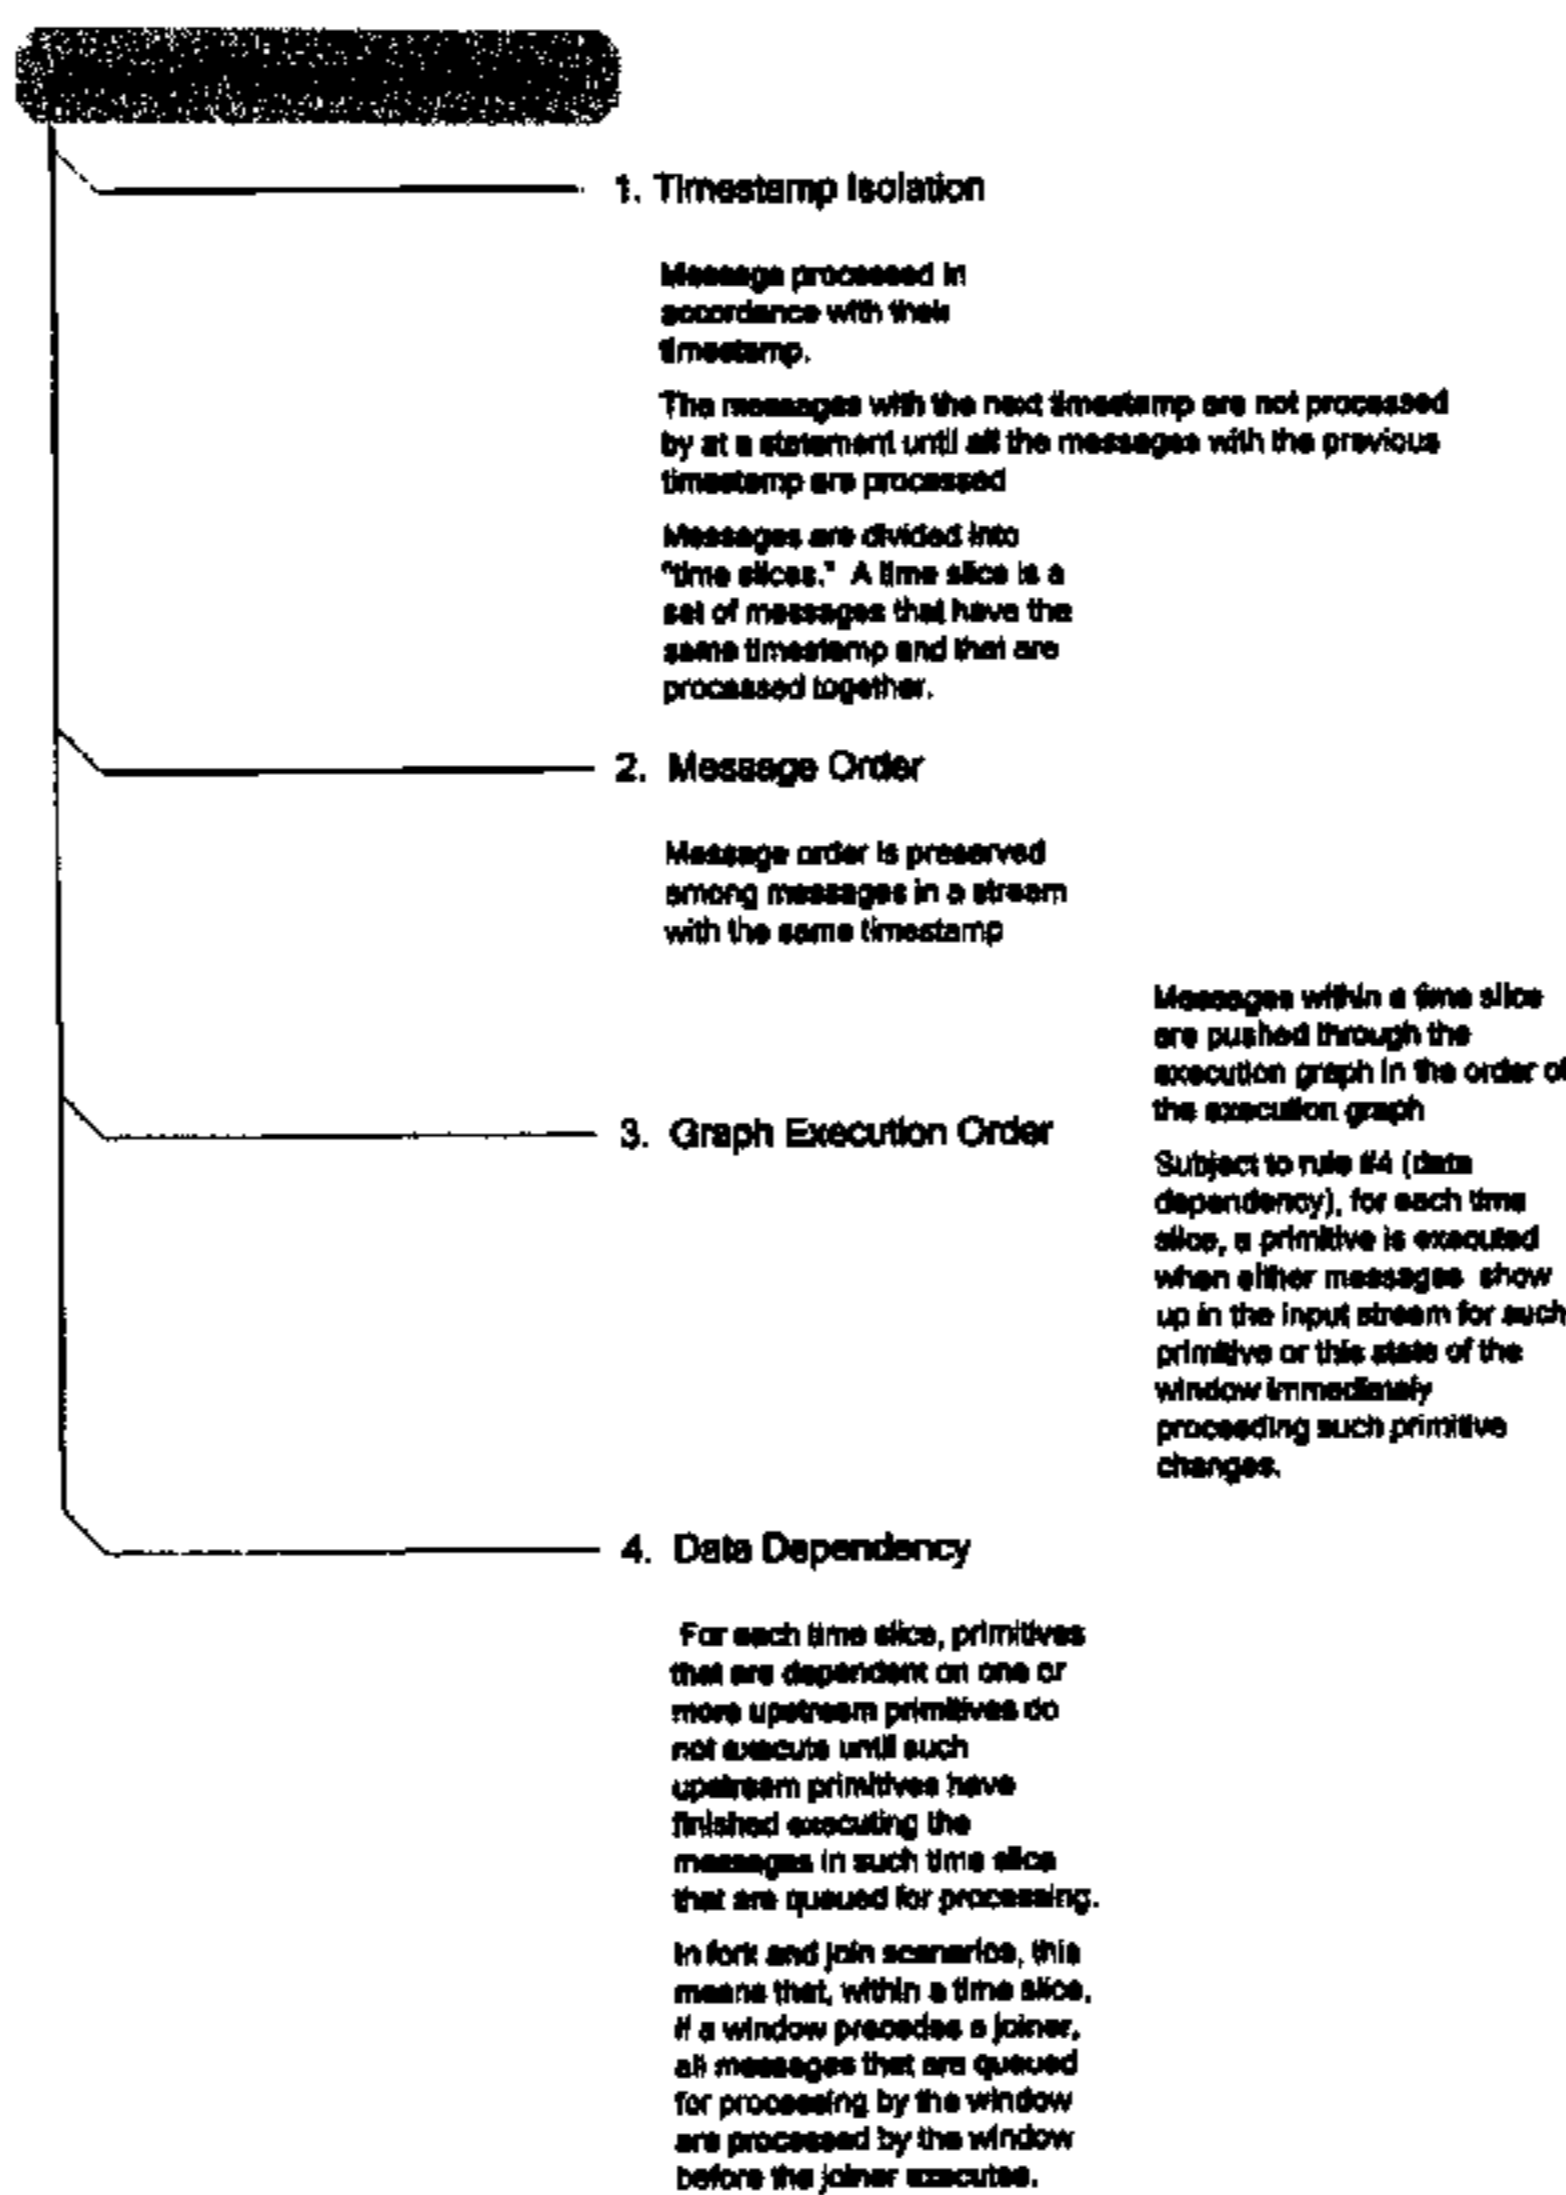 1. Timestamp Isolation
Message processed in
accordance with their
timestamp.
The messages with the next timestamp are not processed
by at a statement until all the messages with the previous
timestamp are processed
Messages are divided into
"time slices." A time slice is a
set of messages that have the
same timestamp and that are
processed together.
2. Message Order
Message order is preserved
among messages in a stream
with the same timestamp
3. Graph Execution Order
Messages within a time slice
are pushed through the
execution graph in the order of
the execution graph
Subject to rule #4 (data
dependency), for each time
slice, a primitive is executed
when either messages show
up in the input stream for such
primitive or this state of the
window immediately
proceeding such primitive
changes.
4. Data Dependency
For each time slice, primitives
that are dependent on one or
more upstream primitives do
not execute until such
upstream primitives have
finished executing the
messages in such time slice
that are queued for processing.
In fork and join scenarios, this
means that, within a time slice,
if a window precedes a joiner,
all messages that are queued
for processing by the window
are processed by the window
before the joiner executes.